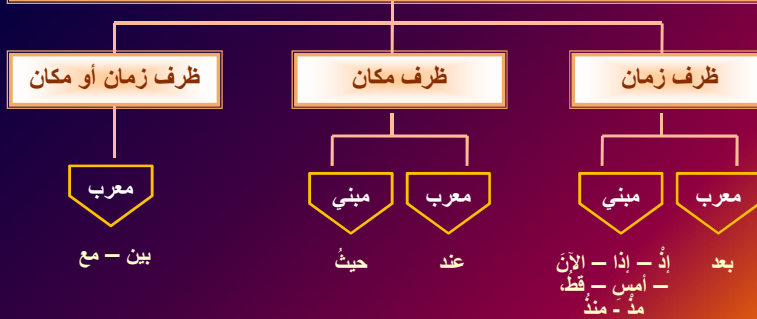 ظرف زمان
ظرف مكان
ظرف زمان أو مكان
معرب
مبني
معرب
مبني
معرب
بعد
إذْ – إذا – الآنَ
– أمسِ – قطُ،
مذْ - منذُ
عند
حيثُ
بين – مع